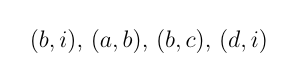 (b, i), (a, b), (b, c), (d, i)